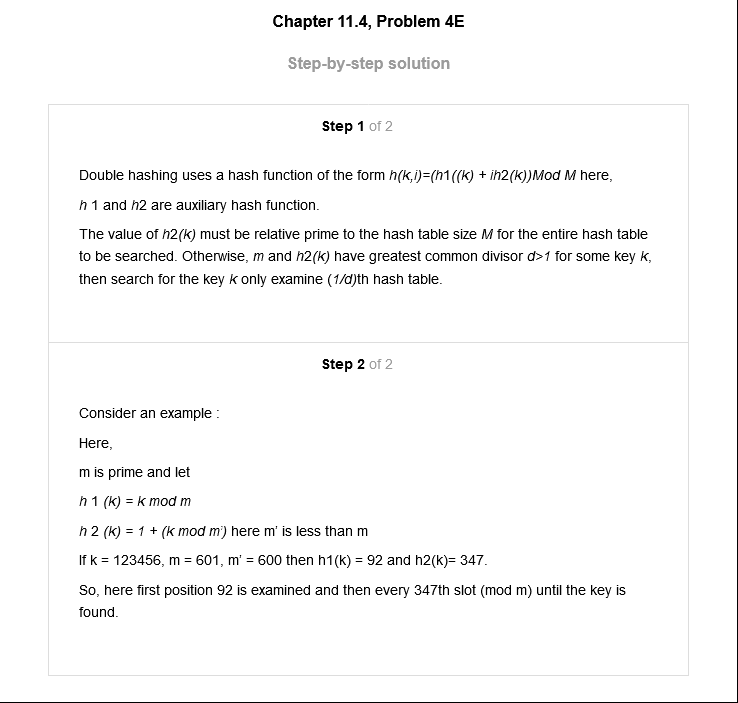 Chapter 11.4, Problem 4E
Step-by-step solution
Step 1 of 2
Double hashing uses a hash function of the form h(k,i)=(h1((k) + ih2(k))Mod M here,
h 1 and h2 are auxiliary hash function.
The value of h2(k) must be relative prime to the hash table size M for the entire hash table
to be searched. Otherwise, m and h2(k) have greatest common divisor d>1 for some key k,
then search for the key k only examine (1/d)th hash table.
Step 2 of 2
Consider an example :
Here,
m is prime and let
h 1 (k) = k mod m
h 2 (k) = 1 + (k mod m') here m' is less than m
If k = 123456, m = 601, m' = 600 then h1(k) = 92 and h2(k)= 347.
So, here first position 92 is examined and then every 347th slot (mod m) until the key is
found.